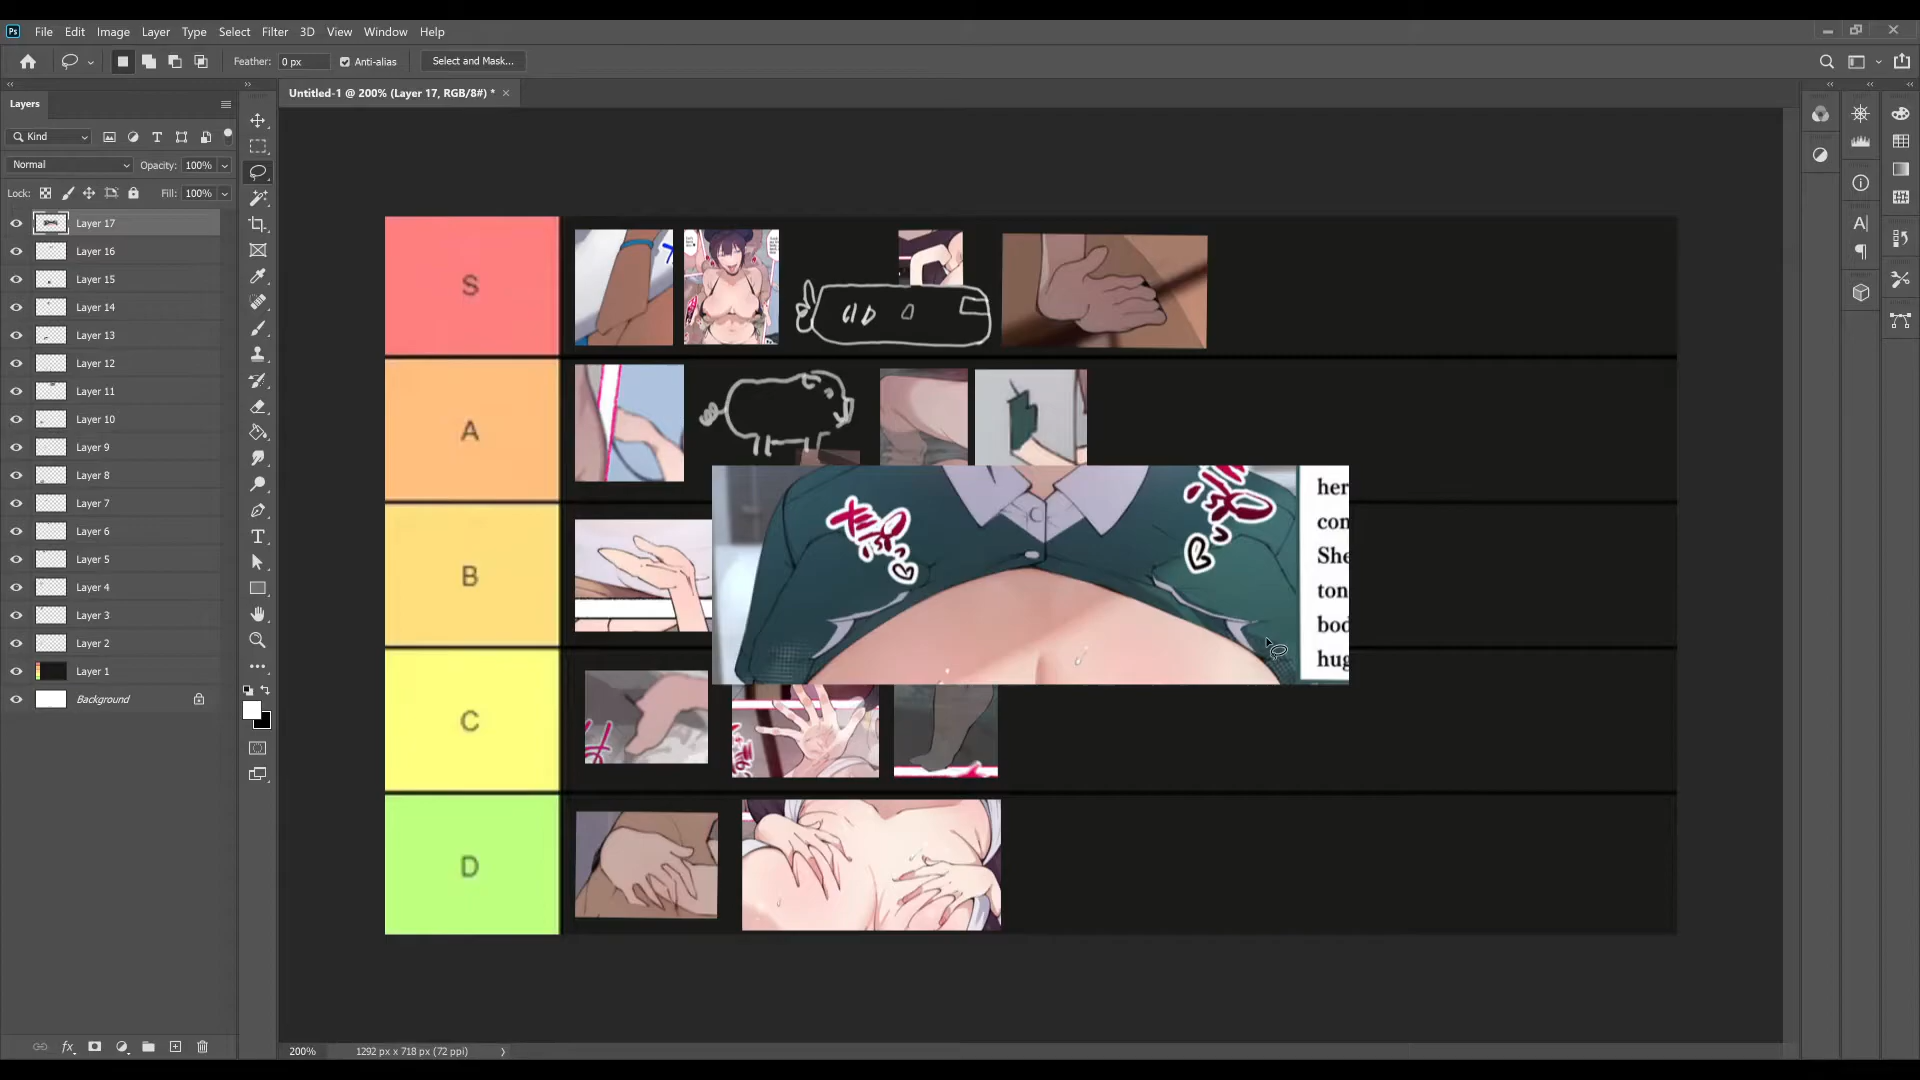 Ps File Edit Image Layer Type Select Filter 3D View Window Help
Feather: 0 px Anti-alias Select and Mask...
Layers
Untitled-1 @ 200% (Layer 17, RGB/8#) * ×
Kind
Normal Opacity: 100%
Lock: Fill: 100%
Layer 17
Layer 16
Layer 15
Layer 14
Layer 13
Layer 12
Layer 11
Layer 10
Layer 9
Layer 8
Layer 7
Layer 6
Layer 5
Layer 4
Layer 3
Layer 2
Layer 1
Background
S
A
B
C
D
her
con
She
ton
bod
hug
200% 1292 px x 718 px (72 ppi)